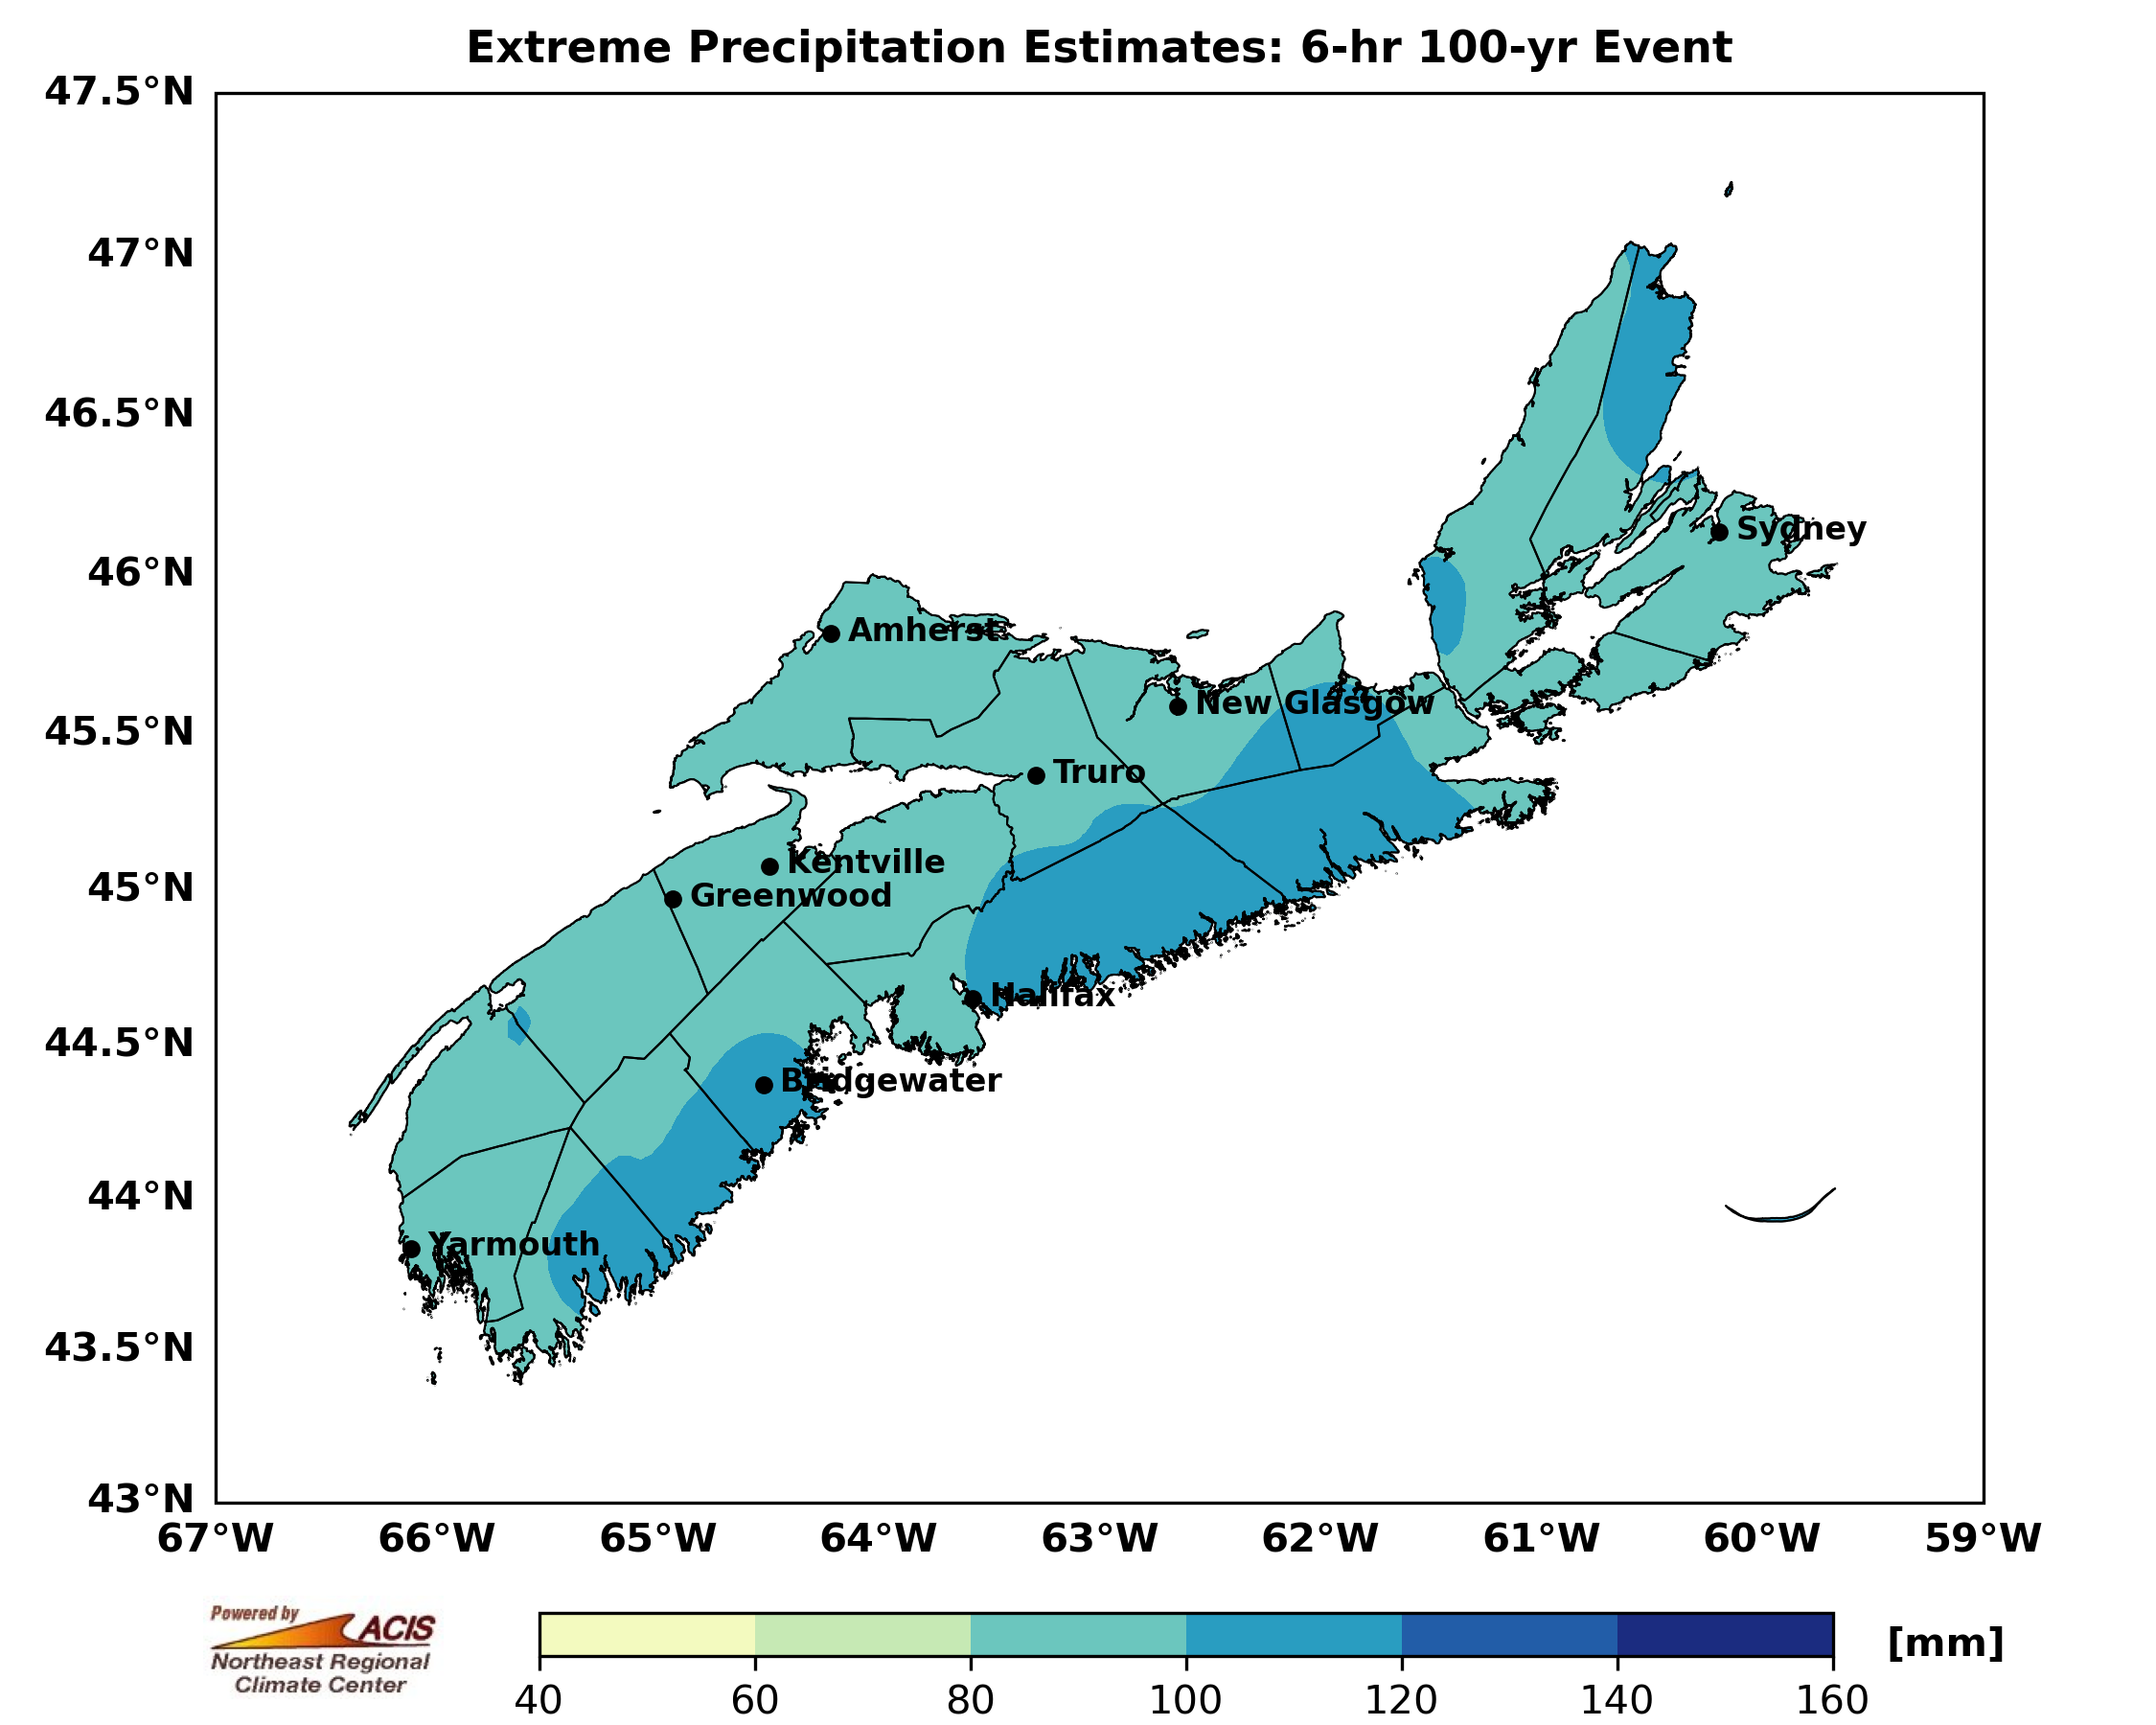 Extreme Precipitation Estimates: 6-hr 100-yr Event
47.5°N
47°N
46.5°N
46°N
45.5°N
45°N
44.5°N
44°N
43.5°N
43°N
Sydney
Amherst
New Glasgow
Truro
Kentville
Greenwood
Halifax
Bridgewater
Yarmouth
67°W 66°W 65°W 64°W 63°W 62°W 61°W 60°W 59°W
Powered by
ACIS
Northeast Regional
Climate Center
[mm]
40 60 80 100 120 140 160